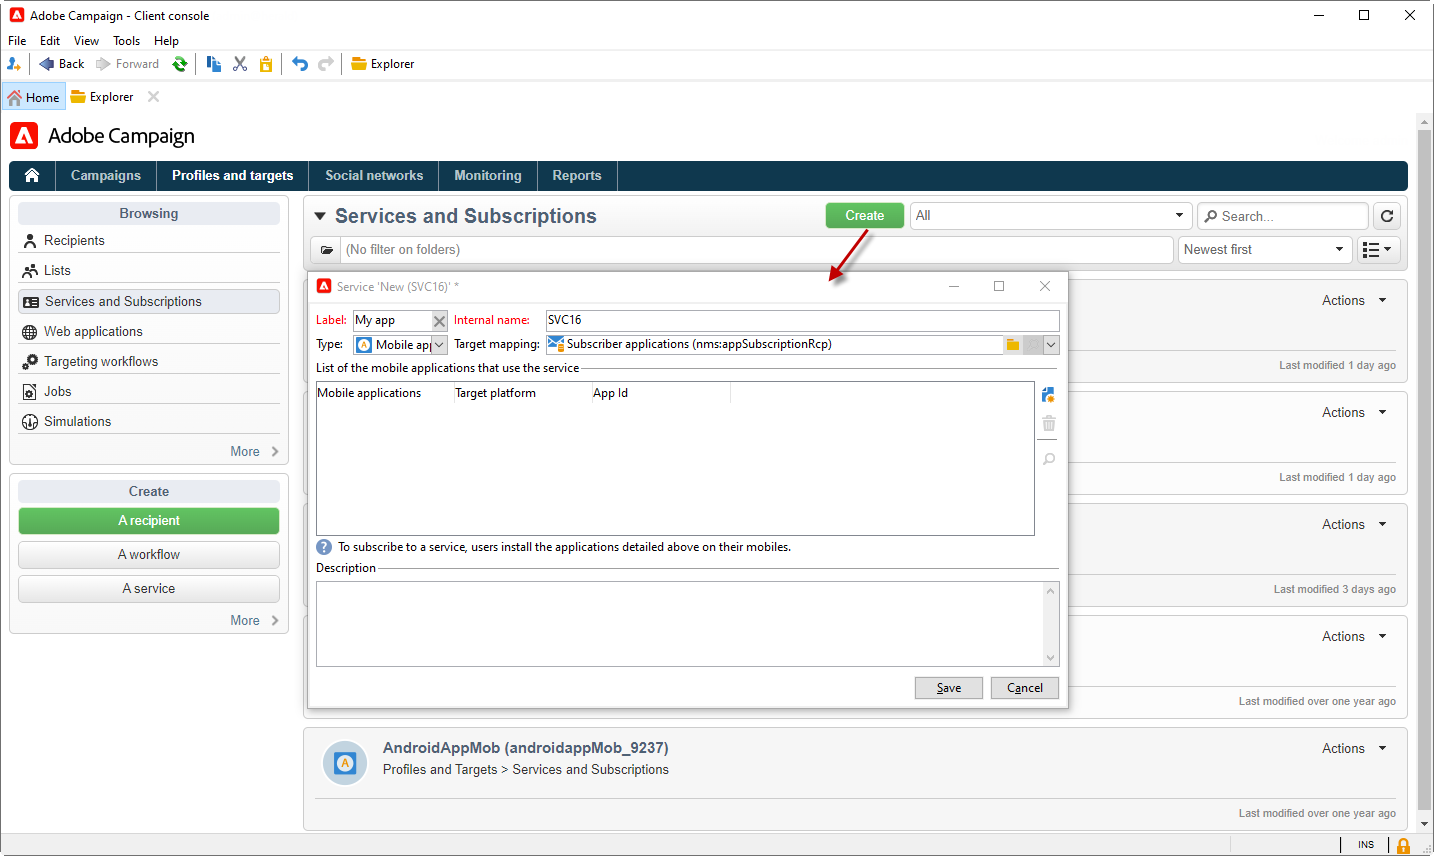 Adobe Campaign - Client console
File Edit View Tools Help
Back Forward Explorer
Home Explorer
Adobe Campaign
Campaigns Profiles and targets Social networks Monitoring Reports
Browsing
Recipients
Lists
Services and Subscriptions
Web applications
Targeting workflows
Jobs
Simulations
More
Create
A recipient
A workflow
A service
More
Services and Subscriptions Create All Search...
(No filter on folders) Newest first
Service 'New (SVC16)' *
Label: My app Internal name: SVC16
Type: Mobile app Target mapping: Subscriber applications (nms:appSubscriptionRcp)
List of the mobile applications that use the service
Mobile applications Target platform App Id
To subscribe to a service, users install the applications detailed above on their mobiles.
Description
Save Cancel
Actions
Last modified 1 day ago
Actions
Last modified 1 day ago
Actions
Last modified 3 days ago
Actions
Last modified over one year ago
AndroidAppMob (androidappMob_9237) Actions
Profiles and Targets > Services and Subscriptions
Last modified over one year ago
INS